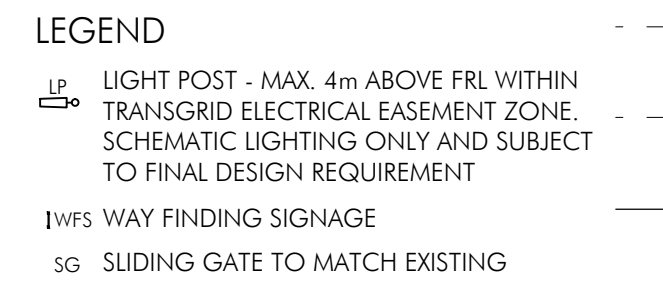 LEGEND
LP LIGHT POST - MAX. 4m ABOVE FRL WITHIN
TRANSGRID ELECTRICAL EASEMENT ZONE.
SCHEMATIC LIGHTING ONLY AND SUBJECT
TO FINAL DESIGN REQUIREMENT
WFS WAY FINDING SIGNAGE
SG SLIDING GATE TO MATCH EXISTING